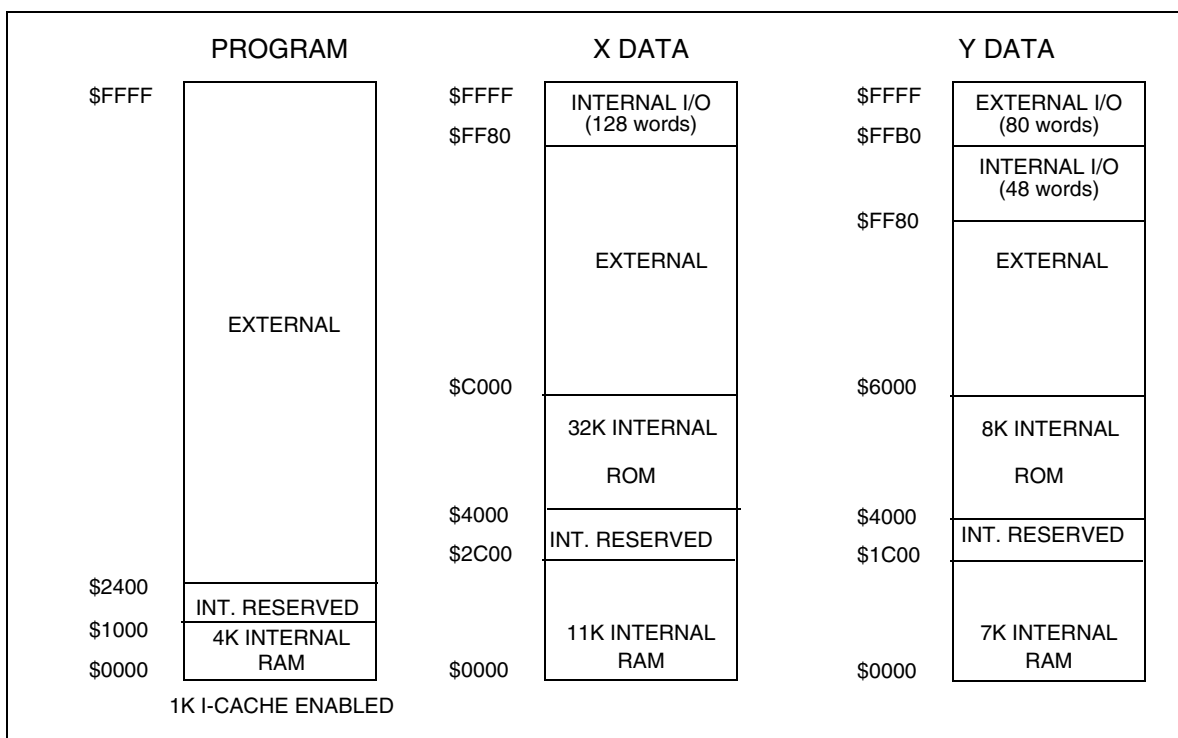 PROGRAM
$FFFF
EXTERNAL
$2400
INT. RESERVED
$1000
4K INTERNAL
RAM
$0000
1K I-CACHE ENABLED
X DATA
$FFFF
INTERNAL I/O
(128 words)
$FF80
EXTERNAL
$C000
32K INTERNAL
ROM
$4000
INT. RESERVED
$2C00
11K INTERNAL
RAM
$0000
Y DATA
$FFFF
EXTERNAL I/O
(80 words)
$FFB0
INTERNAL I/O
(48 words)
$FF80
EXTERNAL
$6000
8K INTERNAL
ROM
$4000
INT. RESERVED
$1C00
7K INTERNAL
RAM
$0000